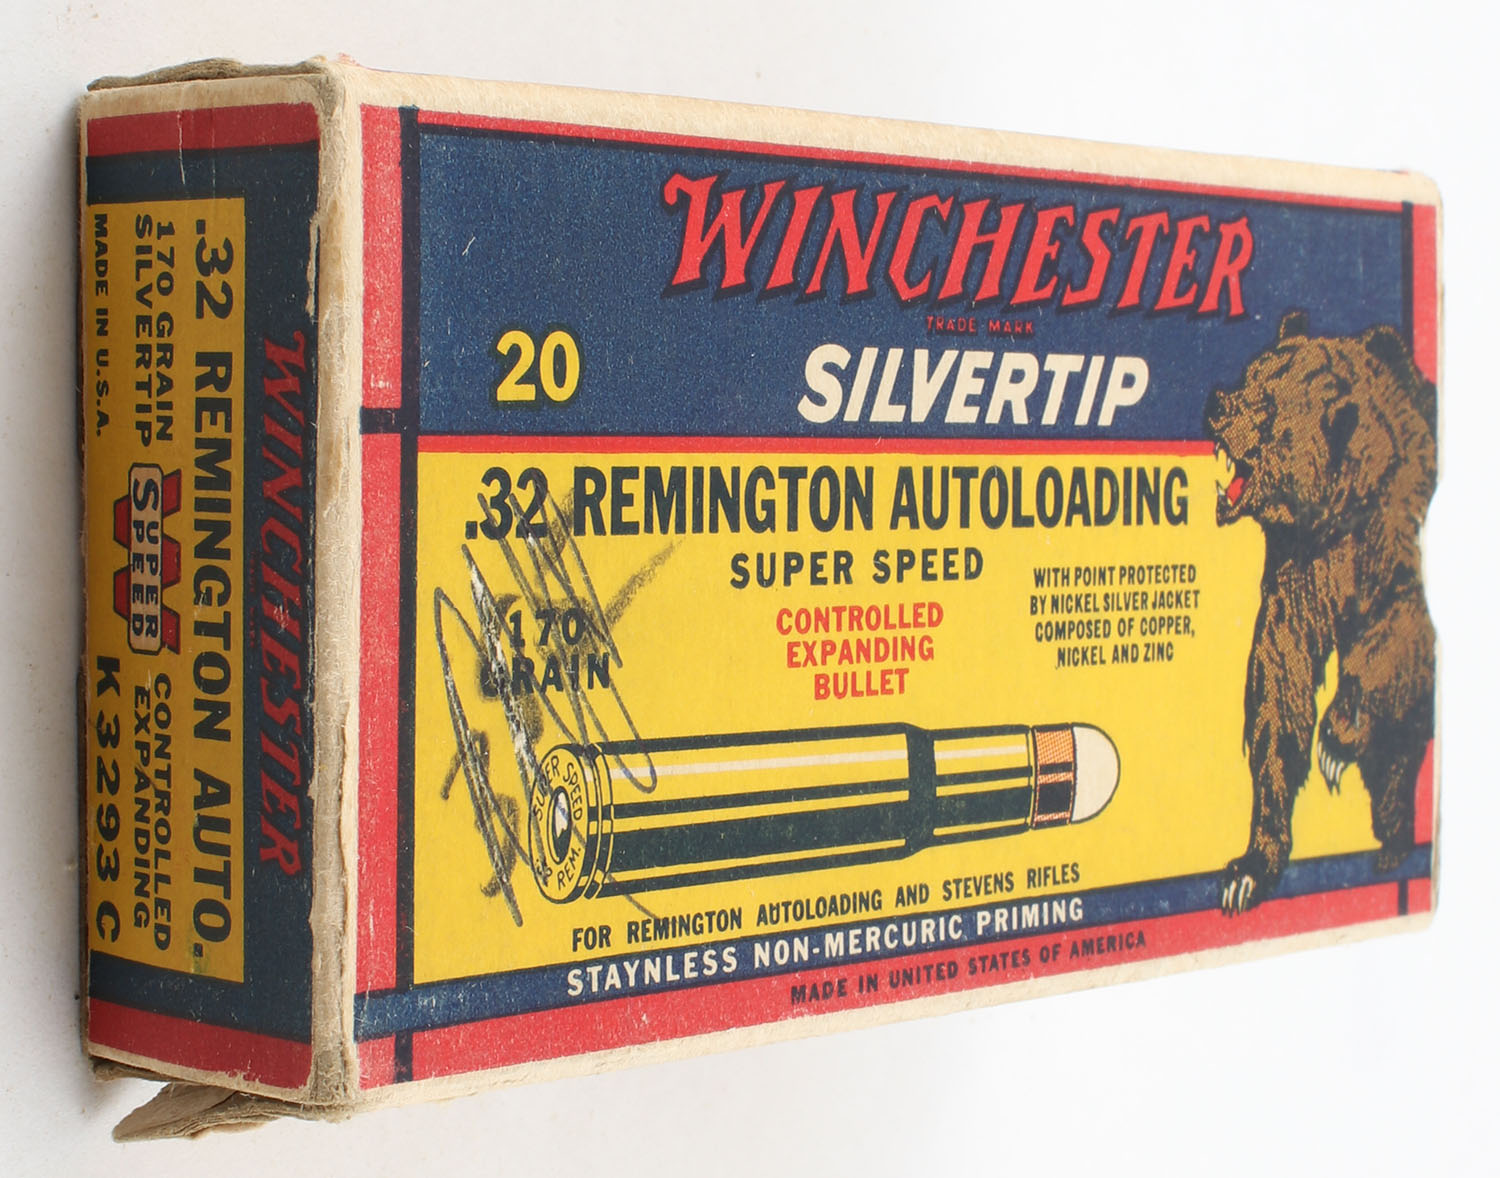 WINCHESTER
TRADE MARK
SILVERTIP
20
.32 REMINGTON AUTOLOADING
SUPER SPEED
170
GRAIN
CONTROLLED
EXPANDING
BULLET
WITH POINT PROTECTED
BY NICKEL SILVER JACKET
COMPOSED OF COPPER,
NICKEL AND ZINC
SUPER SPEED
.32 REM.
FOR REMINGTON AUTOLOADING AND STEVENS RIFLES
STAYNLESS NON-MERCURIC PRIMING
MADE IN UNITED STATES OF AMERICA
WINCHESTER
.32 REMINGTON AUTO.
170 GRAIN
SILVERTIP
W
SUPER
SPEED
CONTROLLED
EXPANDING
MADE IN U.S.A.
K 3293 C